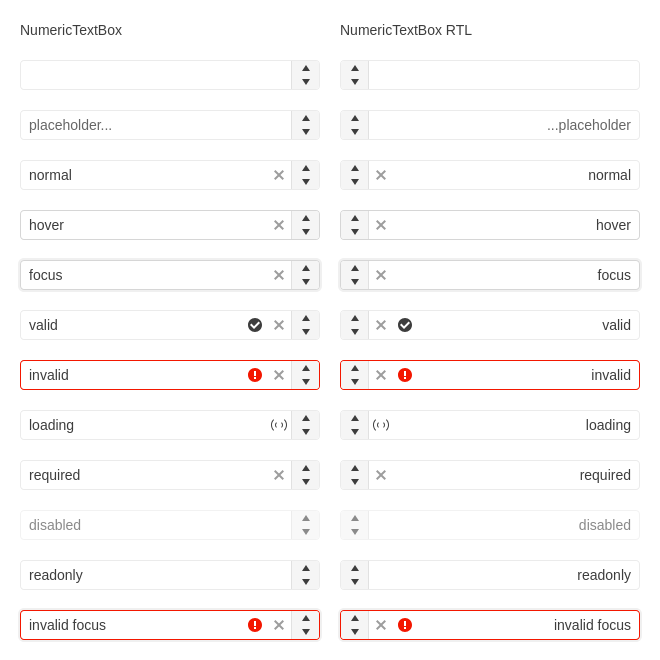 NumericTextBox
placeholder...
normal
hover
focus
valid
invalid
loading
required
disabled
readonly
invalid focus
NumericTextBox RTL
...placeholder
normal
hover
focus
valid
invalid
loading
required
disabled
readonly
invalid focus